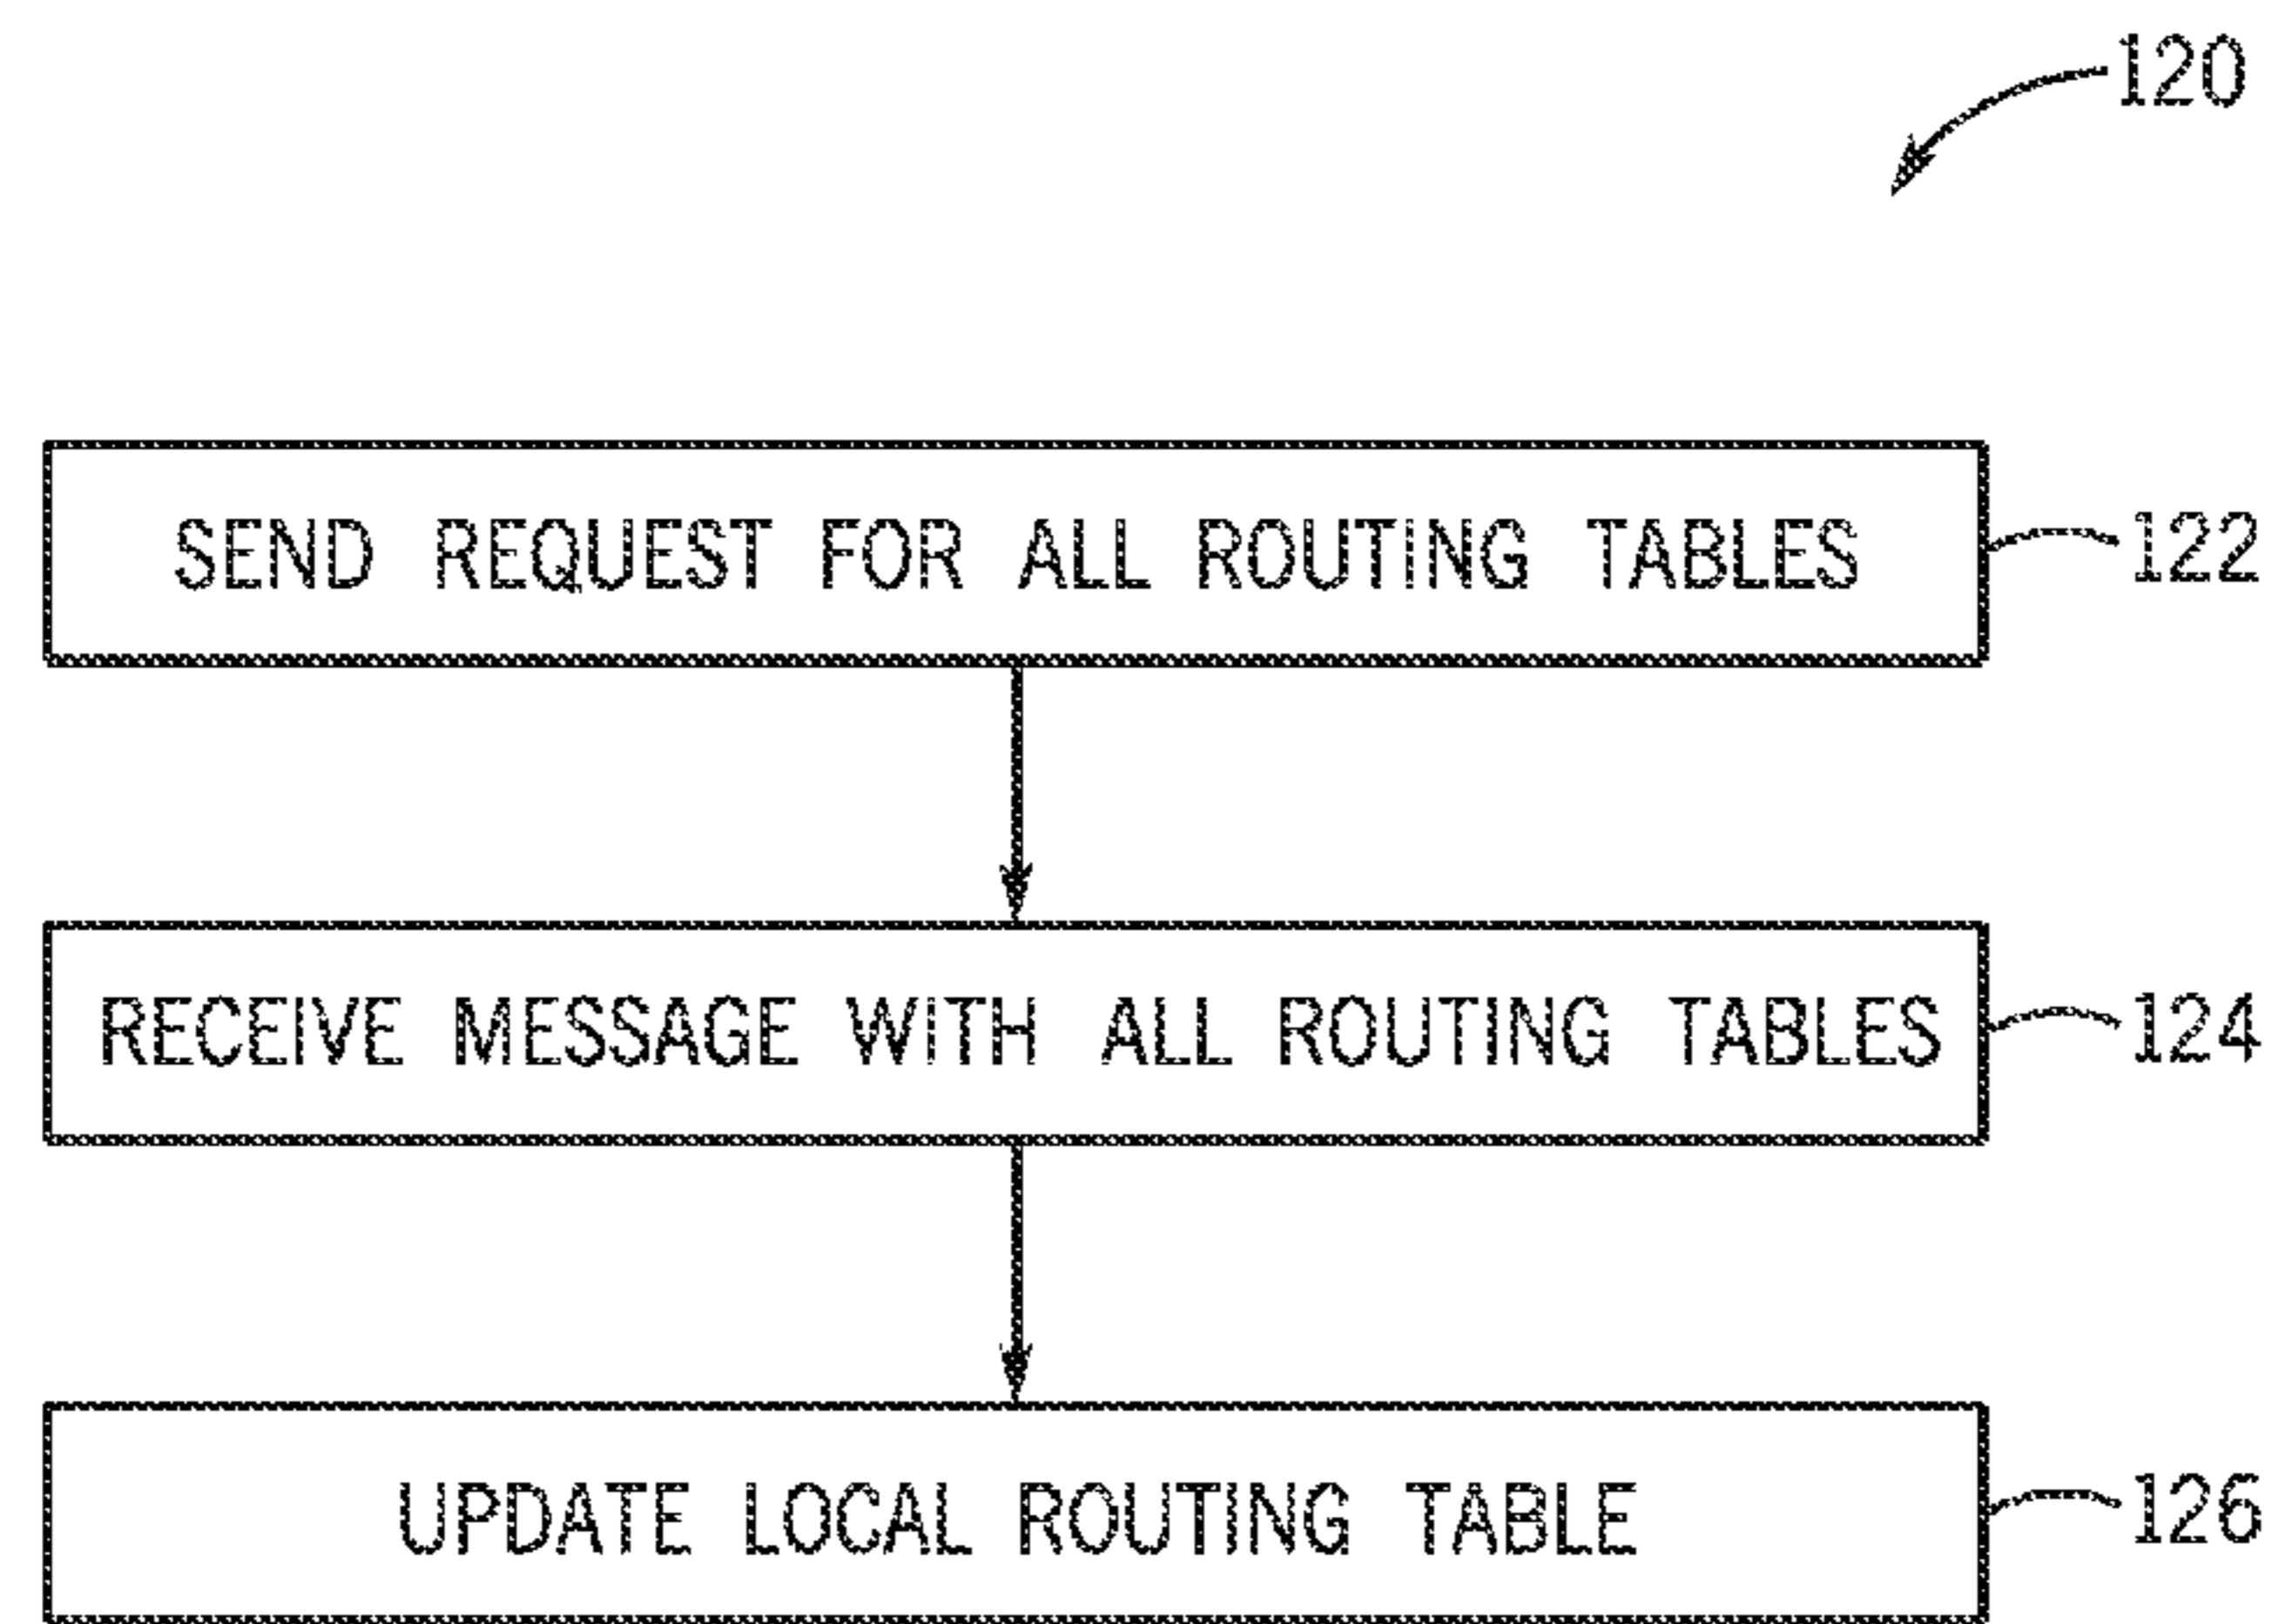 120
SEND REQUEST FOR ALL ROUTING TABLES
122
RECEIVE MESSAGE WITH ALL ROUTING TABLES
124
UPDATE LOCAL ROUTING TABLE
126